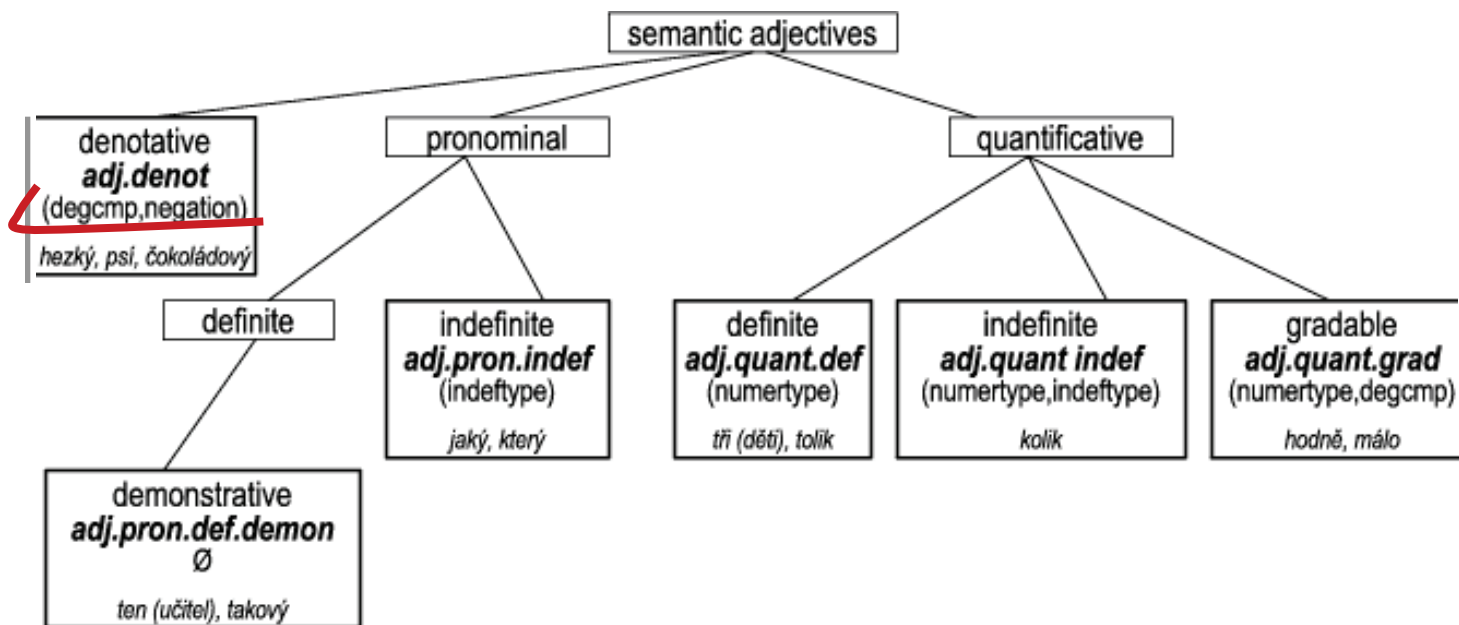 semantic adjectives
denotative
adj.denot
(degcmp,negation)
hezký, psí, čokoládový
pronominal
quantificative
definite
indefinite
adj.pron.indef
(indeftype)
jaký, který
definite
adj.quant.def
(numertype)
tři (děti), tolik
indefinite
adj.quant indef
(numertype,indeftype)
kolik
gradable
adj.quant.grad
(numertype,degcmp)
hodně, málo
demonstrative
adj.pron.def.demon
Ø
ten (učitel), takový